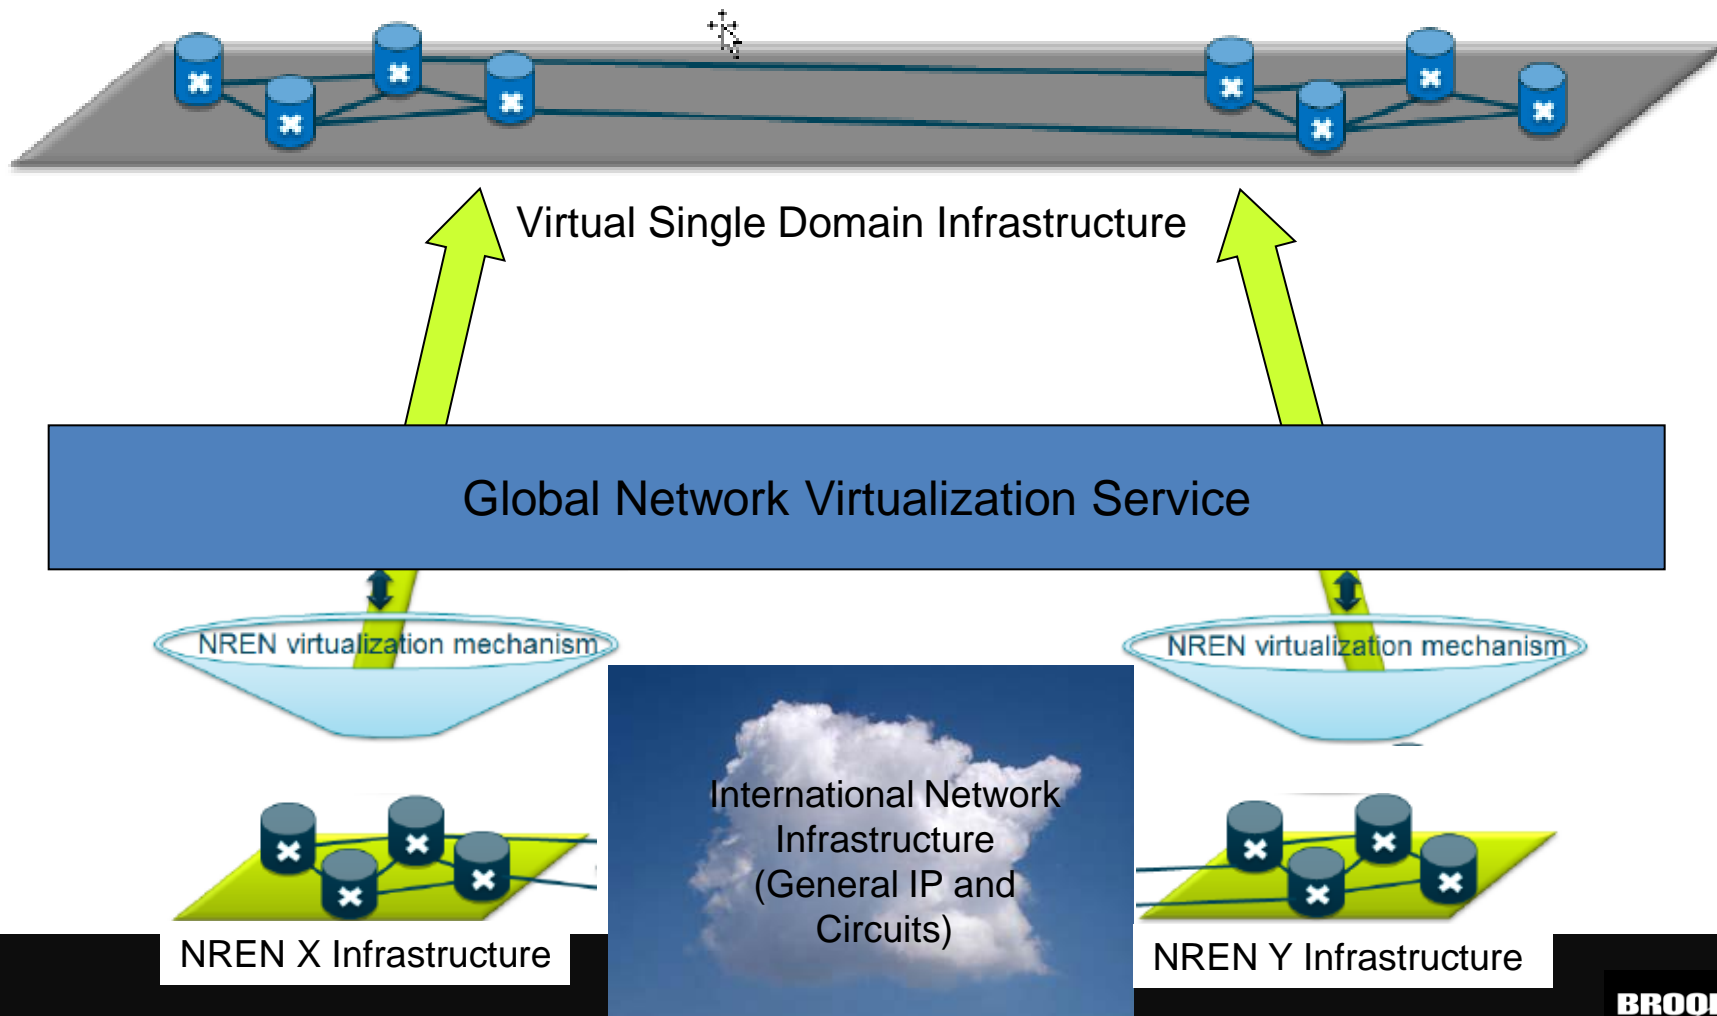 Virtual Single Domain Infrastructure
Global Network Virtualization Service
NREN virtualization mechanism
NREN virtualization mechanism
International Network
Infrastructure
(General IP and
Circuits)
NREN X Infrastructure
NREN Y Infrastructure